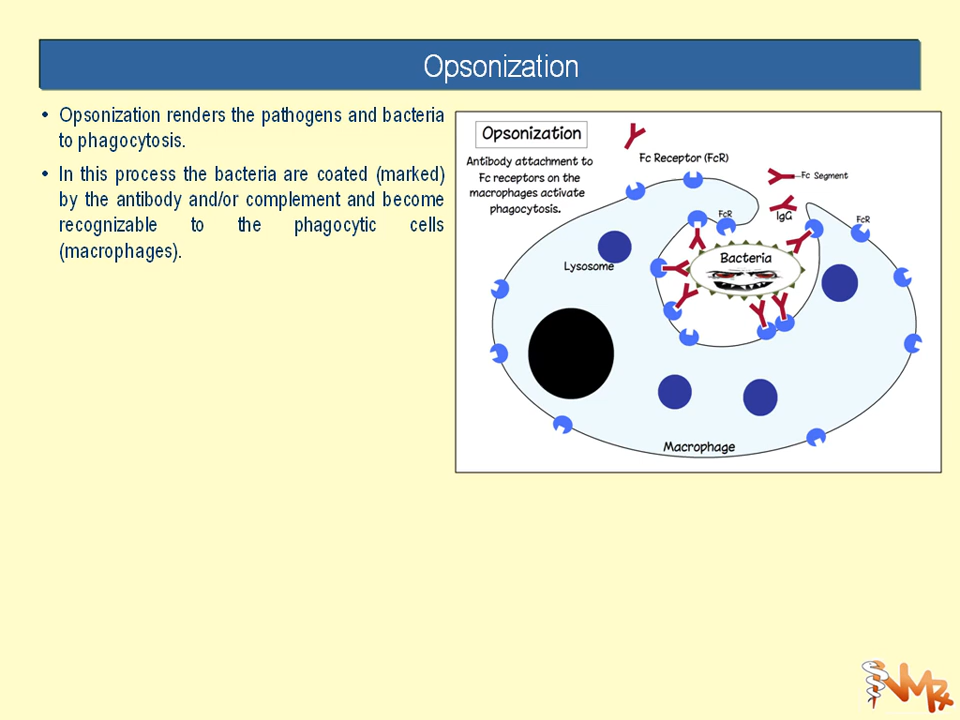 Opsonization
• Opsonization renders the pathogens and bacteria
to phagocytosis.
• In this process the bacteria are coated (marked)
by the antibody and/or complement and become
recognizable to the phagocytic cells
(macrophages).
Opsonization
Antibody attachment to
Fc receptors on the
macrophages activate
phagocytosis.
Fc Receptor (FcR)
Fc Segment
IgG
FcR
FcR
Bacteria
Lysosome
Macrophage
VMRx